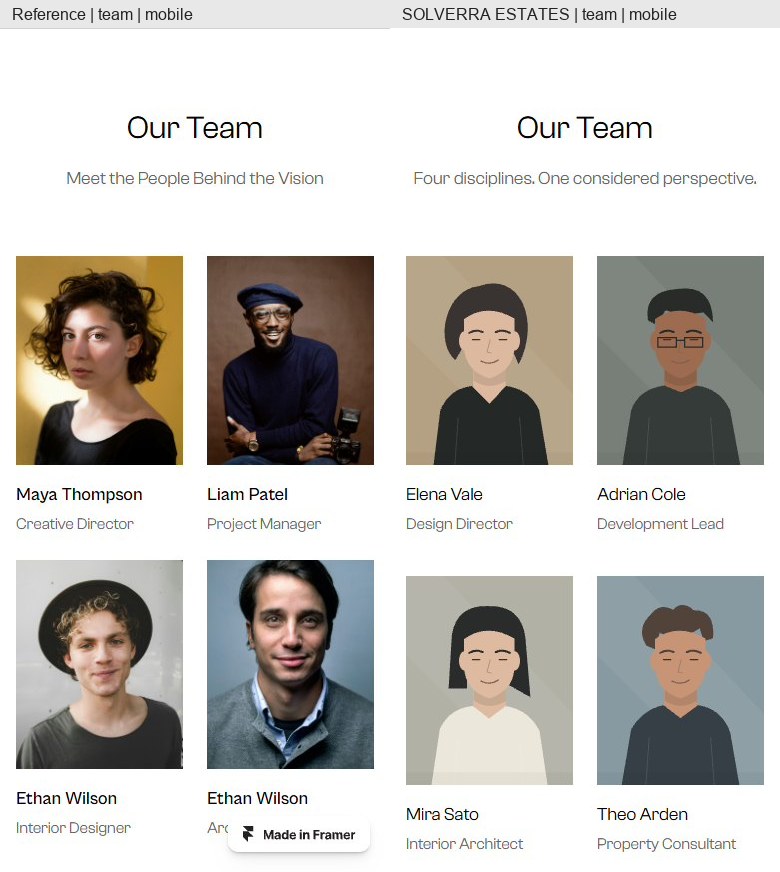 Reference | team | mobile
Our Team
Meet the People Behind the Vision
Maya Thompson
Creative Director
Liam Patel
Project Manager
Ethan Wilson
Interior Designer
Ethan Wilson
Made in Framer
SOLVERRA ESTATES | team | mobile
Our Team
Four disciplines. One considered perspective.
Elena Vale
Design Director
Adrian Cole
Development Lead
Mira Sato
Interior Architect
Theo Arden
Property Consultant